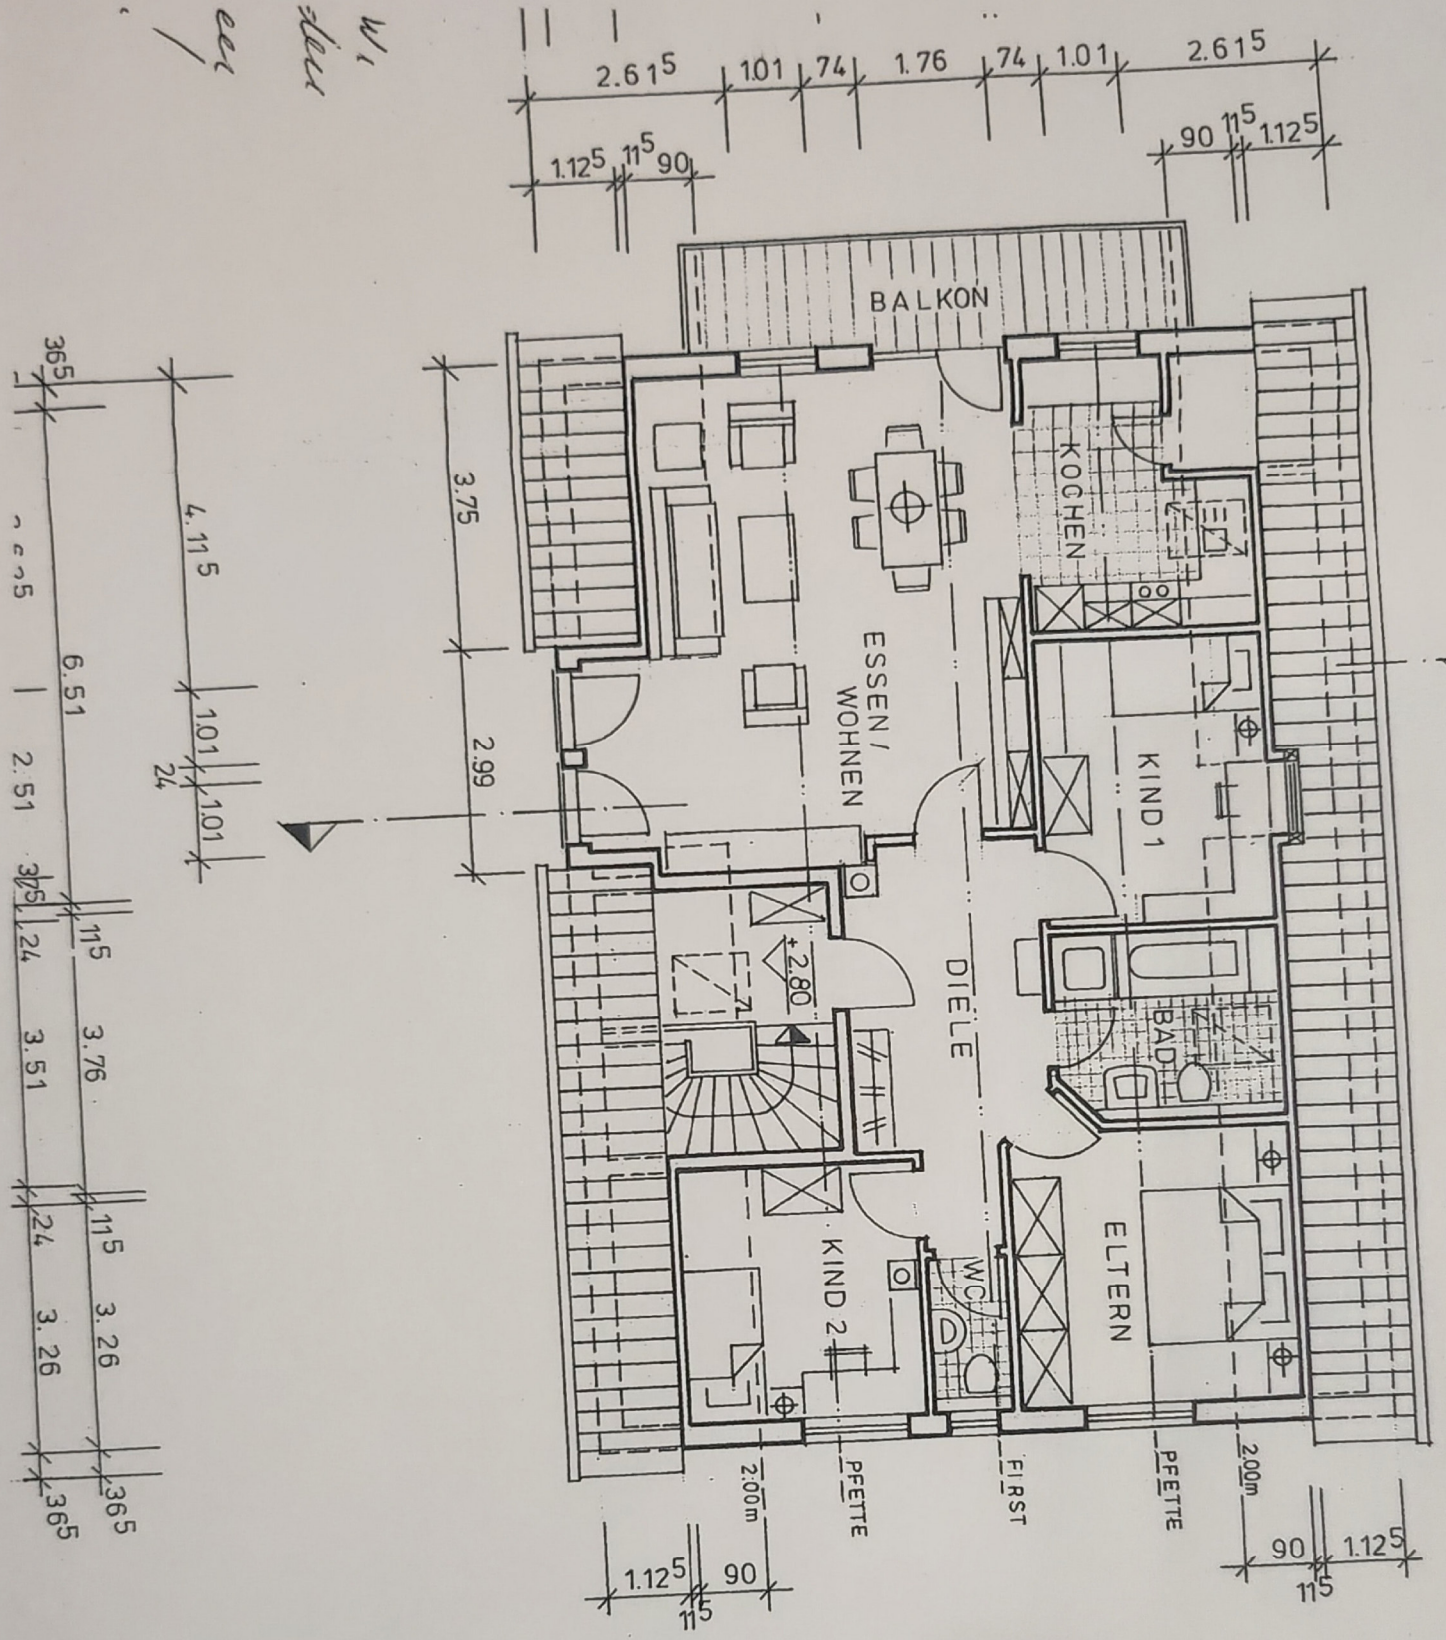 2.61⁵ 1.01 74 1.76 74 1.01 2.61⁵
1.12⁵ 11⁵ 90
90 11⁵ 1.12⁵
BALKON
KOCHEN
ESSEN/
WOHNEN
KIND 1
DIELE
BAD
+2.80
KIND 2
WC
ELTERN
2.00m
PFETTE
FIRST
PFETTE
2.00m
1.12⁵ 11⁵ 90
90 11⁵ 1.12⁵
3.75 2.99
4.11⁵ 1.01 24 1.01
36⁵ 6.51 11⁵ 3.76 11⁵ 3.26 36⁵
2.51 37⁵ 24 3.51 24 3.26 36⁵